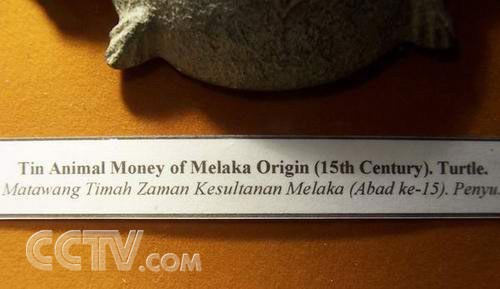 Tin Animal Money of Melaka Origin (15th Century). Turtle.
Matawang Timah Zaman Kesultanan Melaka (Abad ke-15). Penyu.
CCTV.com